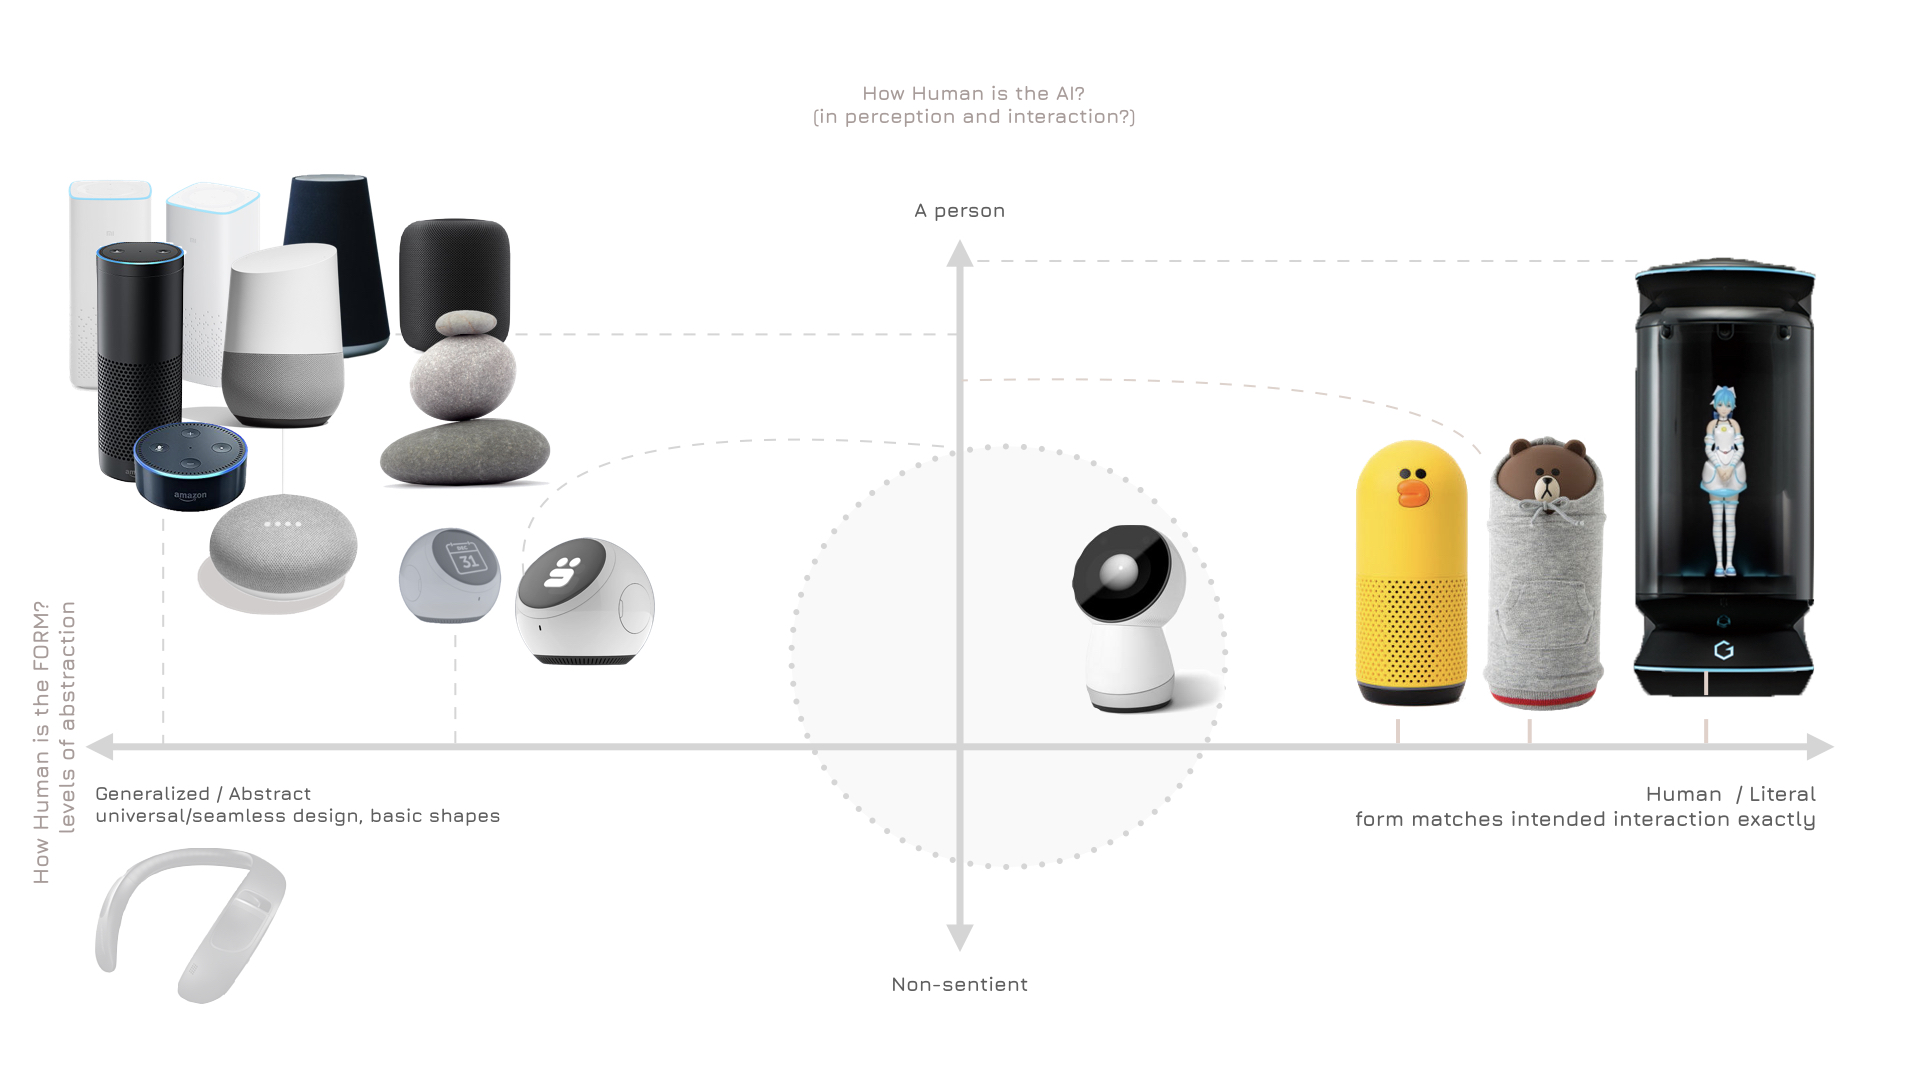 How Human is the AI?
(in perception and interaction?)
A person
amazon
DEC
31
How Human is the FORM?
levels of abstraction
Generalized / Abstract
universal/seamless design, basic shapes
Human / Literal
form matches intended interaction exactly
Non-sentient